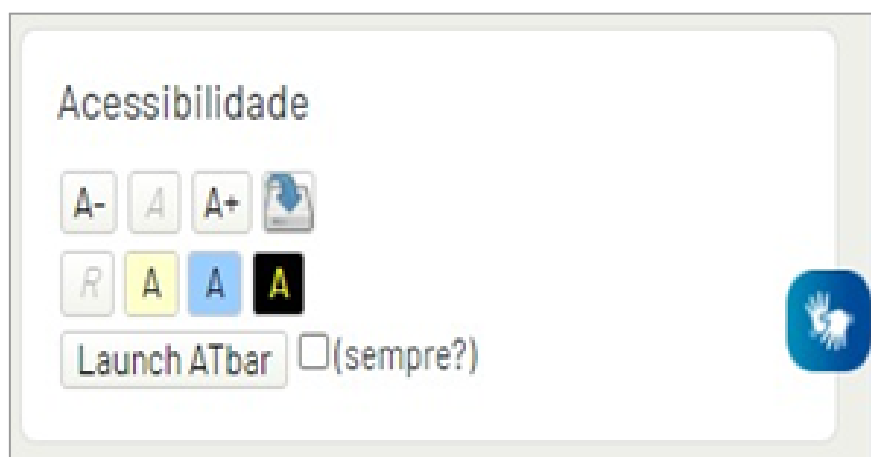 Acessibilidade
A- A A+
R A A A
Launch ATbar (sempre?)